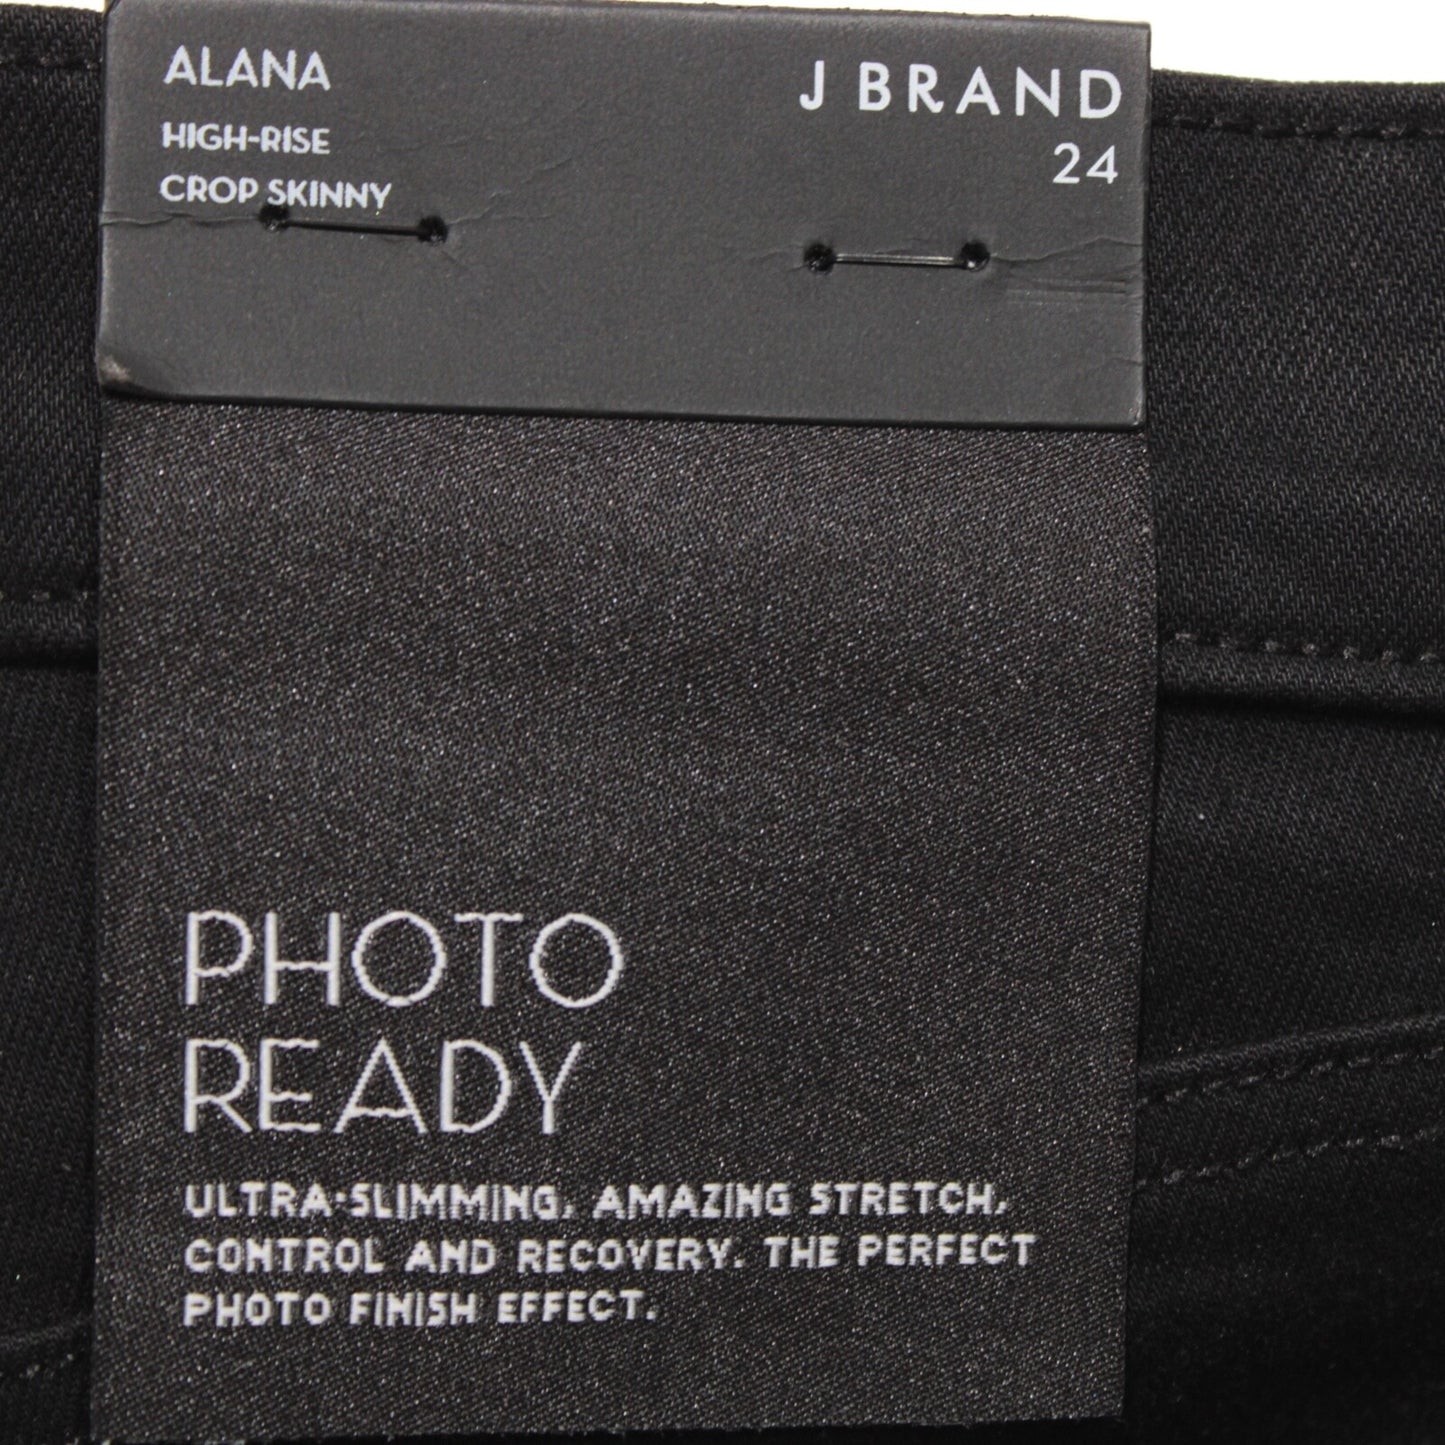 ALANA
HIGH-RISE
CROP SKINNY
J BRAND
24
PHOTO
READY
ULTRA-SLIMMING, AMAZING STRETCH,
CONTROL AND RECOVERY. THE PERFECT
PHOTO FINISH EFFECT.